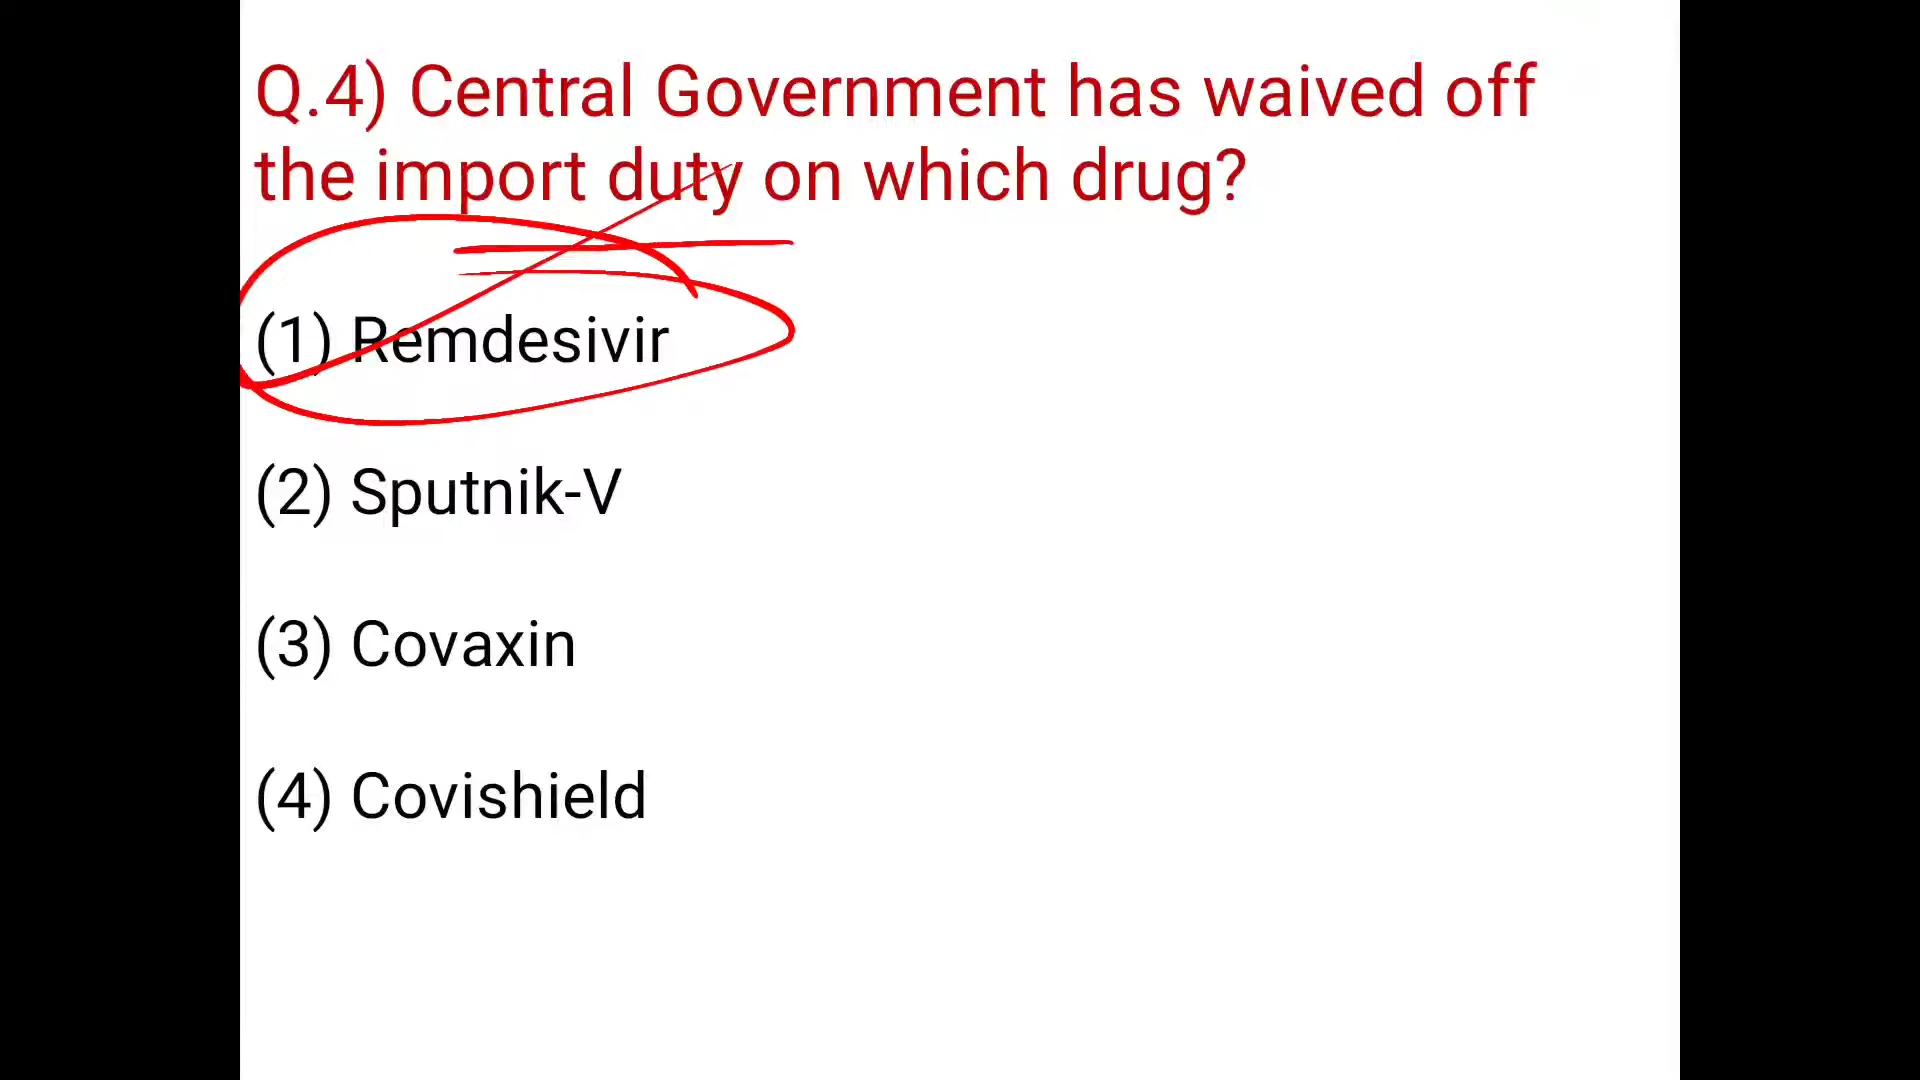 Q.4) Central Government has waived off
the import duty on which drug?
(1) Remdesivir
(2) Sputnik-V
(3) Covaxin
(4) Covishield